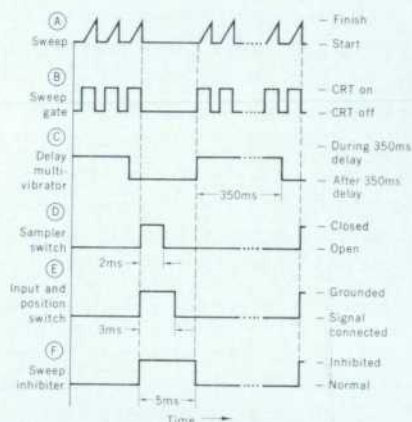 A
Sweep
Finish
Start
B
Sweep
gate
CRT on
CRT off
C
Delay
multi-
vibrator
During 350ms
delay
After 350ms
delay
350ms
D
Sampler
switch
Closed
Open
2ms
E
Input and
position
switch
Grounded
Signal
connected
3ms
F
Sweep
inhibiter
Inhibited
Normal
5ms
Time